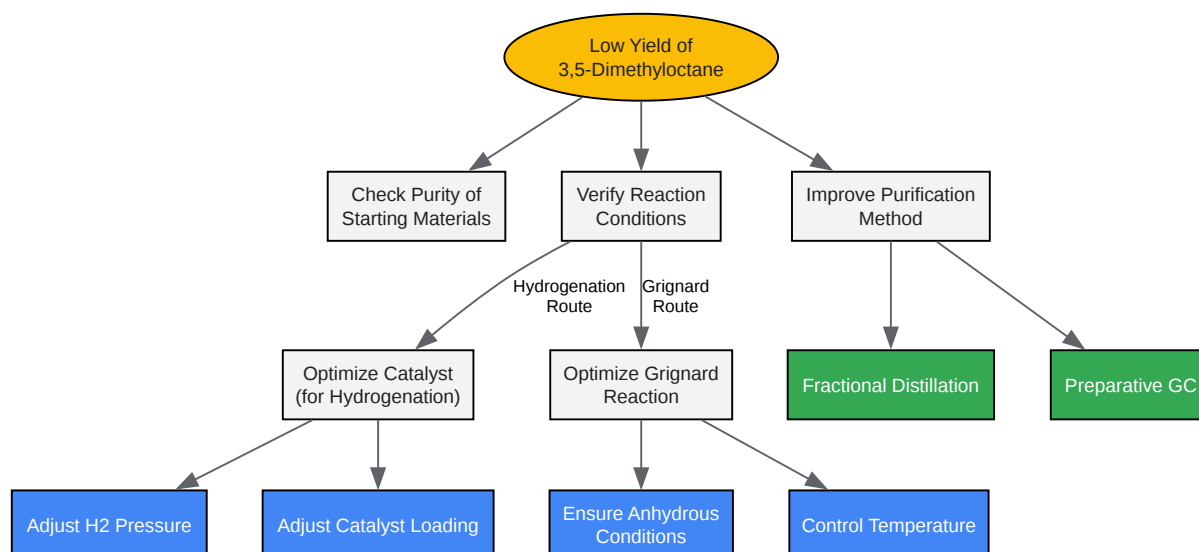 Low Yield of
3,5-Dimethyloctane
Check Purity of
Starting Materials
Verify Reaction
Conditions
Improve Purification
Method
Hydrogenation
Route
Grignard
Route
Optimize Catalyst
(for Hydrogenation)
Optimize Grignard
Reaction
Fractional Distillation
Preparative GC
Adjust H2 Pressure
Adjust Catalyst Loading
Ensure Anhydrous
Conditions
Control Temperature